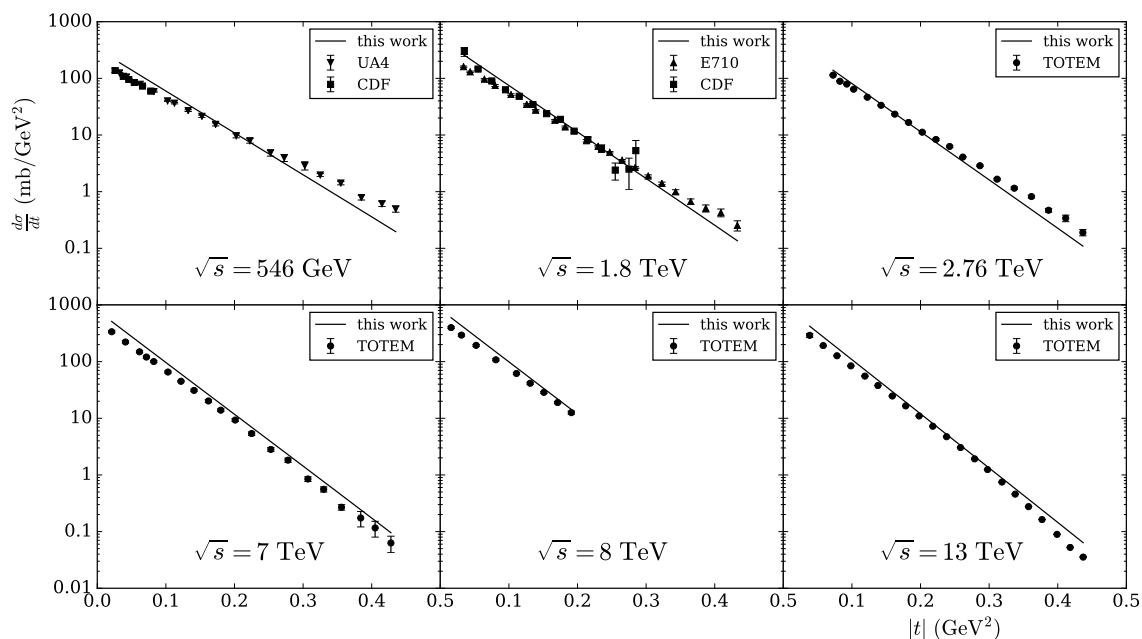 1000
100
10
1
0.1
dσ/dt (mb/GeV²)
this work
UA4
CDF
√s = 546 GeV
this work
E710
CDF
√s = 1.8 TeV
this work
TOTEM
√s = 2.76 TeV
1000
100
10
1
0.1
0.01
this work
TOTEM
√s = 7 TeV
this work
TOTEM
√s = 8 TeV
this work
TOTEM
√s = 13 TeV
0.0 0.1 0.2 0.3 0.4 0.5 0.1 0.2 0.3 0.4 0.5 0.1 0.2 0.3 0.4 0.5
|t| (GeV²)